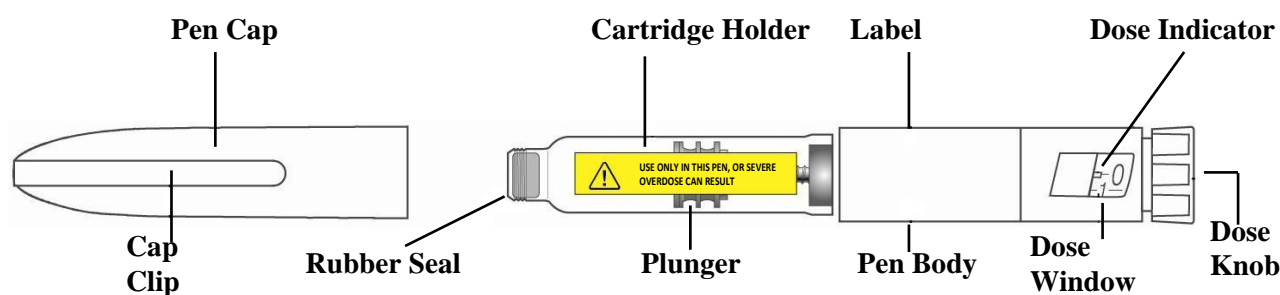 Pen Cap
Cartridge Holder
Label
Dose Indicator
USE ONLY IN THIS PEN, OR SEVERE
OVERDOSE CAN RESULT
0
1
Cap
Clip
Rubber Seal
Plunger
Pen Body
Dose
Window
Dose
Knob